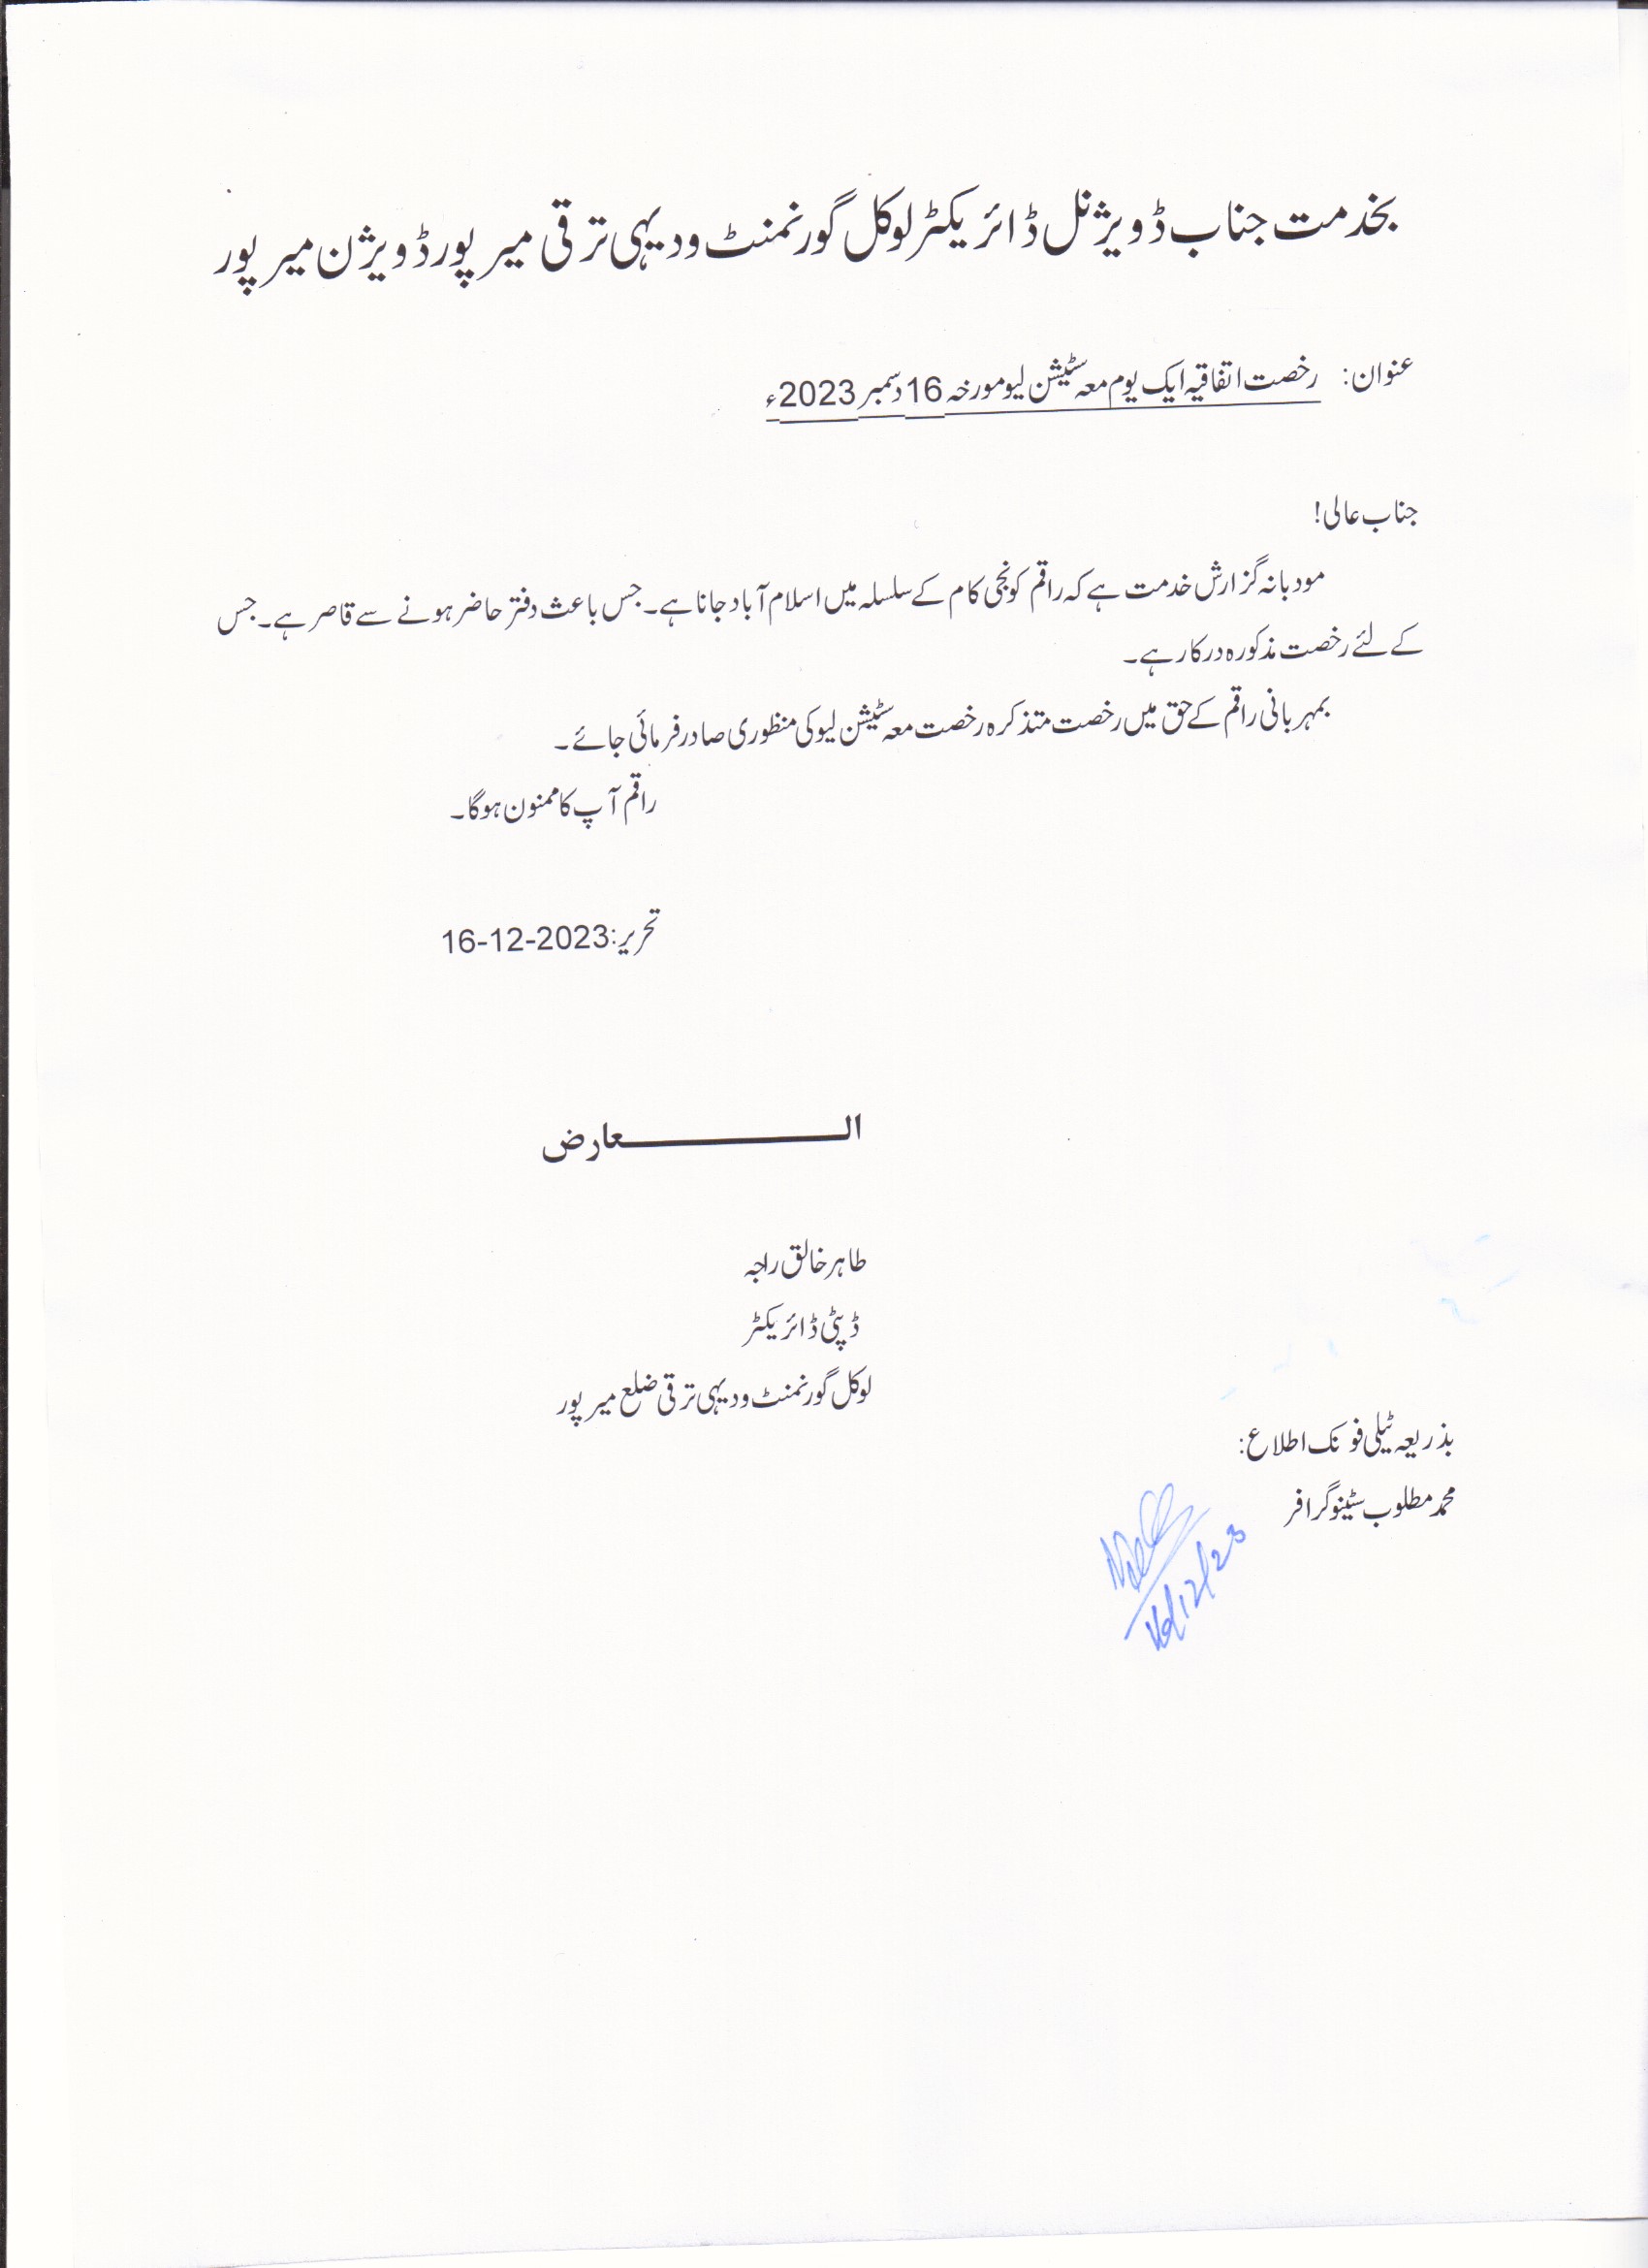 بخدمت جناب ڈویژنل ڈائریکٹر لوکل گورنمنٹ و دیہی ترقی میرپور ڈویژن میرپور
عنوان: رخصت اتفاقیہ ایک یوم معہ سٹیشن لیو مورخہ 16 دسمبر 2023ء
جناب عالی!
مودبانہ گزارش خدمت ہے کہ راقم کو نجی کام کے سلسلہ میں اسلام آباد جانا ہے۔ جس باعث دفتر حاضر ہونے سے قاصر ہے۔ جس
کے لئے رخصت مذکورہ درکار ہے۔
بمہربانی راقم کے حق میں رخصت متذکرہ رخصت معہ سٹیشن لیو کی منظوری صادر فرمائی جائے۔
راقم آپ کا ممنون ہوگا۔
تحریر: 16-12-2023
العارض
طاہر خالق راجہ
ڈپٹی ڈائریکٹر
لوکل گورنمنٹ و دیہی ترقی ضلع میرپور
بذریعہ ٹیلی فونک اطلاع:
محمد مطلوب سٹینوگرافر
16/12/23